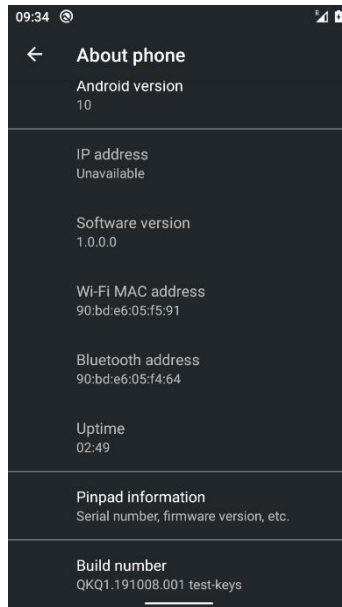 09:34
R
About phone
Android version
10
IP address
Unavailable
Software version
1.0.0.0
Wi-Fi MAC address
90:bd:e6:05:f5:91
Bluetooth address
90:bd:e6:05:f4:64
Uptime
02:49
Pinpad information
Serial number, firmware version, etc.
Build number
QKQ1.191008.001 test-keys